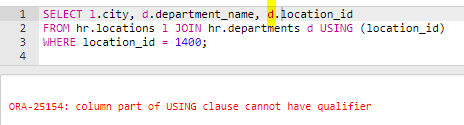 1 SELECT l.city, d.department_name, d.location_id
2 FROM hr.locations l JOIN hr.departments d USING (location_id)
3 WHERE location_id = 1400;
4
ORA-25154: column part of USING clause cannot have qualifier